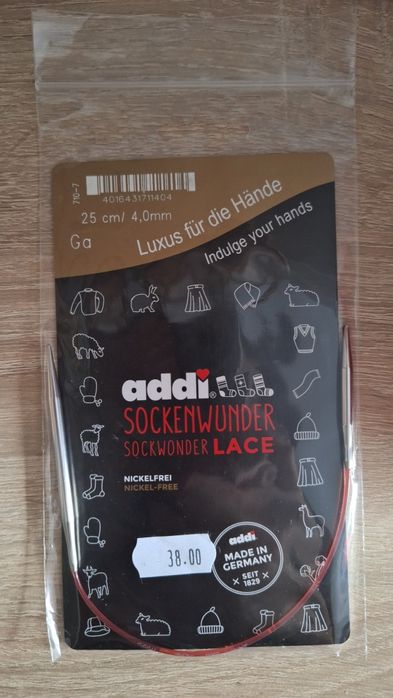 710-7
4016431711404
25 cm/ 4,0mm
Ga
Luxus für die Hände
Indulge your hands
addi®
SOCKENWUNDER
SOCKWONDER LACE
NICKELFREI
NICKEL-FREE
38.00
addi
MADE IN
GERMANY
SEIT
1829